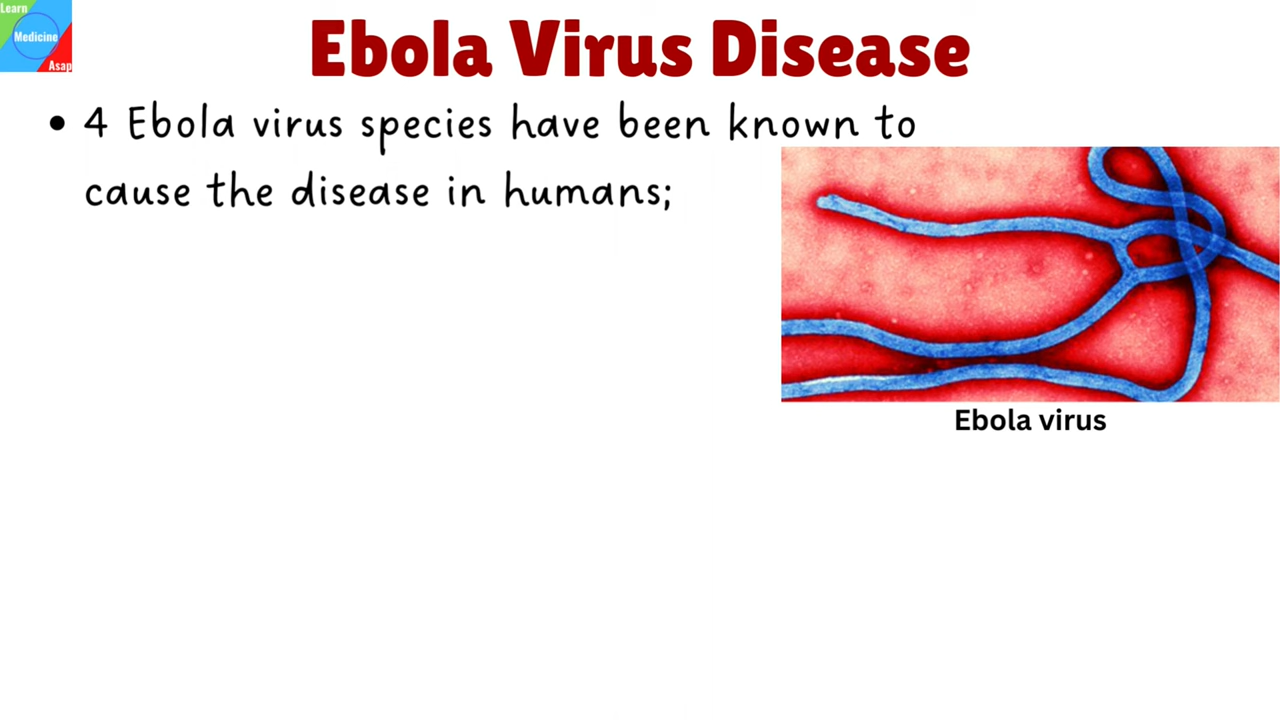 Learn
Medicine
Asap
Ebola Virus Disease
• 4 Ebola virus species have been known to
cause the disease in humans;
Ebola virus